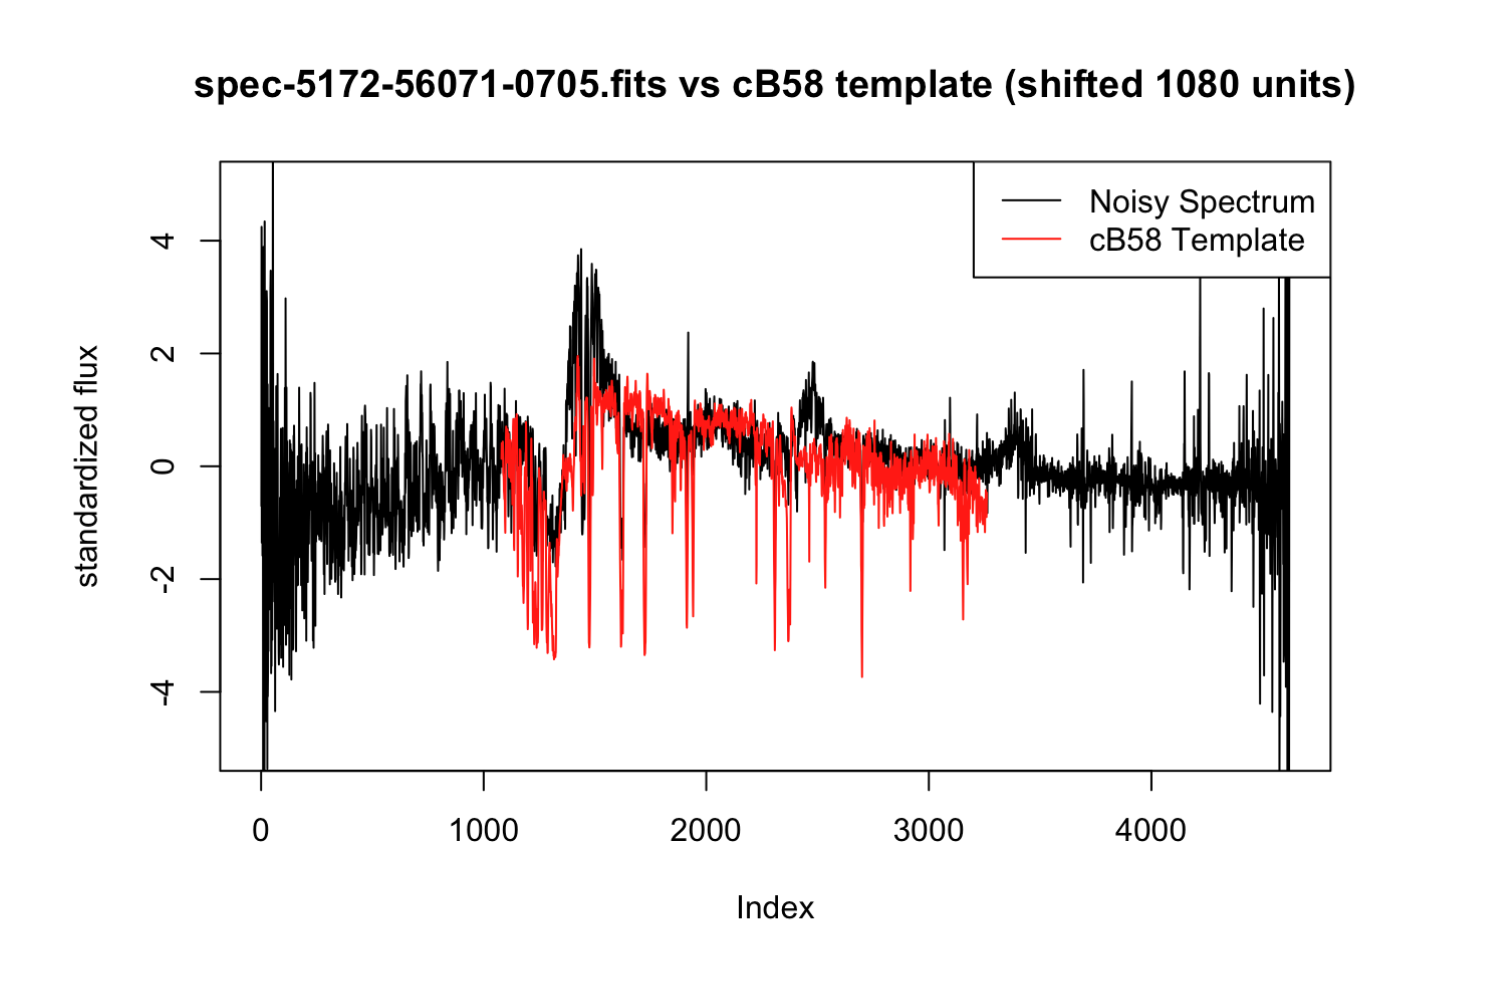 spec-5172-56071-0705.fits vs cB58 template (shifted 1080 units)
Noisy Spectrum
cB58 Template
standardized flux
4
2
0
-2
-4
0 1000 2000 3000 4000
Index